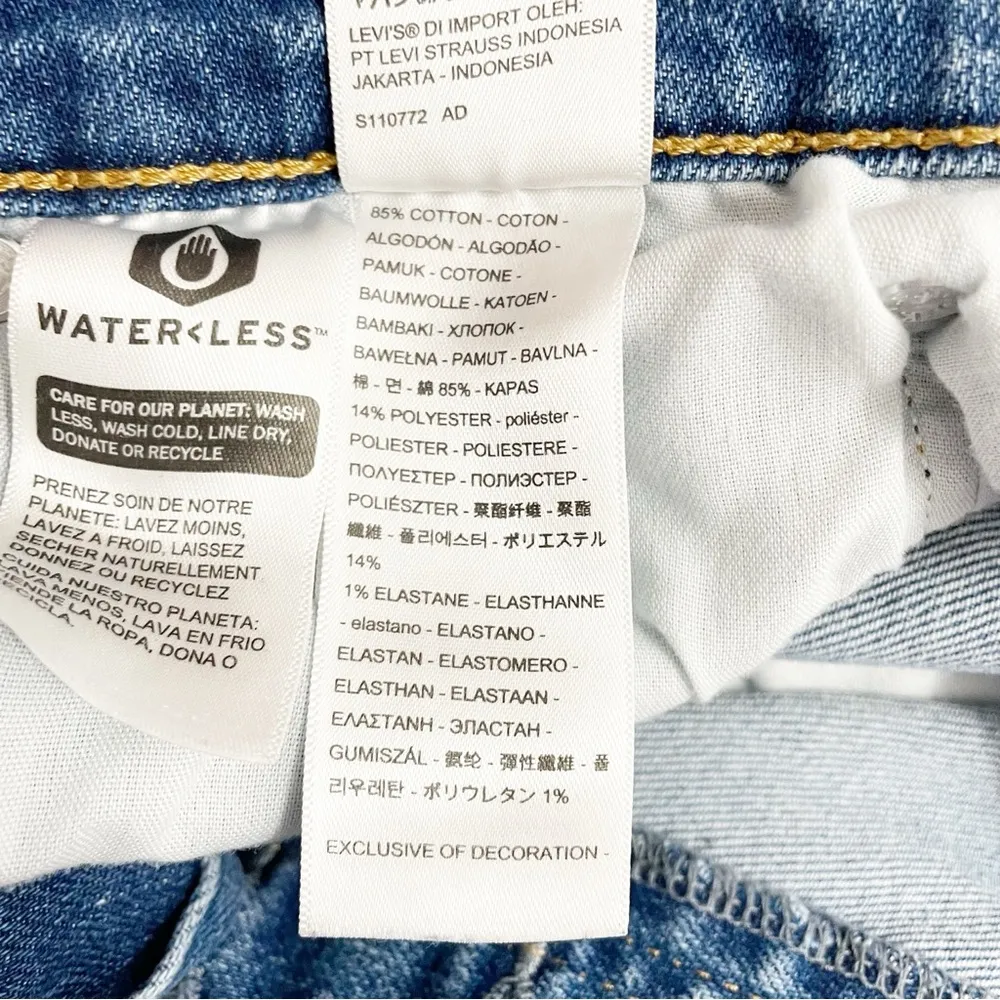 LEVI'S® DI IMPORT OLEH:
PT LEVI STRAUSS INDONESIA
JAKARTA - INDONESIA
S110772 AD
WATER<LESS™
CARE FOR OUR PLANET: WASH
LESS, WASH COLD, LINE DRY,
DONATE OR RECYCLE
PRENEZ SOIN DE NOTRE
PLANETE: LAVEZ MOINS,
LAVEZ A FROID, LAISSEZ
SECHER NATURELLEMENT
DONNEZ OU RECYCLEZ
CUIDA NUESTRO PLANETA:
LAVA MENOS, LAVA EN FRIO
TIENDE LA ROPA, DONA O
RECICLA.
85% COTTON - COTON -
ALGODÓN - ALGODÃO -
PAMUK - COTONE -
BAUMWOLLE - KATOEN -
BAMBAKI - ХЛОПОК -
BAWEŁNA - PAMUT - BAVLNA -
棉 - 면 - 綿 85% - KAPAS
14% POLYESTER - poliéster -
POLIESTER - POLIESTERE -
ΠΟΛΥΕΣΤΕΡ - ПОЛИЭСТЕР -
POLIÉSZTER - 聚酯纤维 - 聚酯
纖維 - 폴리에스터 - ポリエステル
14%
1% ELASTANE - ELASTHANNE
- elastano - ELASTANO -
ELASTAN - ELASTOMERO -
ELASTHAN - ELASTAAN -
ΕΛΑΣΤΑΝΗ - ЭЛАСТАН -
GUMISZÁL - 氨纶 - 彈性纖維 - 폴
리우레탄 - ポリウレタン 1%
EXCLUSIVE OF DECORATION -